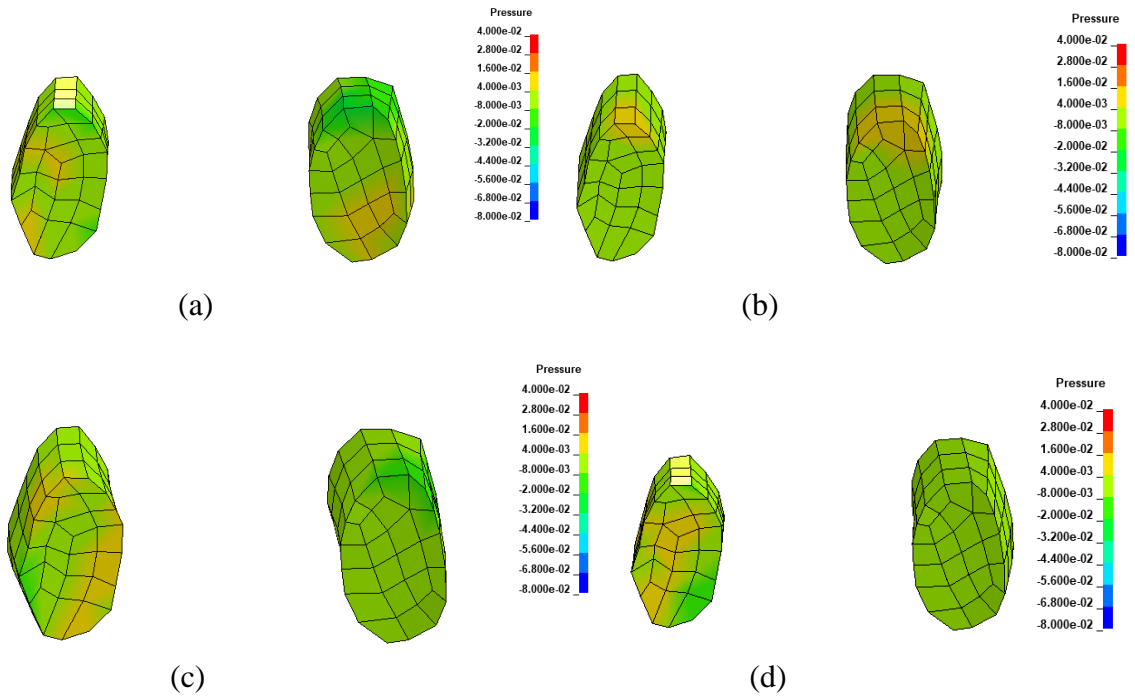 Pressure
4.000e-02
2.800e-02
1.600e-02
4.000e-03
-8.000e-03
-2.000e-02
-3.200e-02
-4.400e-02
-5.600e-02
-6.800e-02
-8.000e-02
Pressure
4.000e-02
2.800e-02
1.600e-02
4.000e-03
-8.000e-03
-2.000e-02
-3.200e-02
-4.400e-02
-5.600e-02
-6.800e-02
-8.000e-02
(a)
(b)
Pressure
4.000e-02
2.800e-02
1.600e-02
4.000e-03
-8.000e-03
-2.000e-02
-3.200e-02
-4.400e-02
-5.600e-02
-6.800e-02
-8.000e-02
Pressure
4.000e-02
2.800e-02
1.600e-02
4.000e-03
-8.000e-03
-2.000e-02
-3.200e-02
-4.400e-02
-5.600e-02
-6.800e-02
-8.000e-02
(c)
(d)